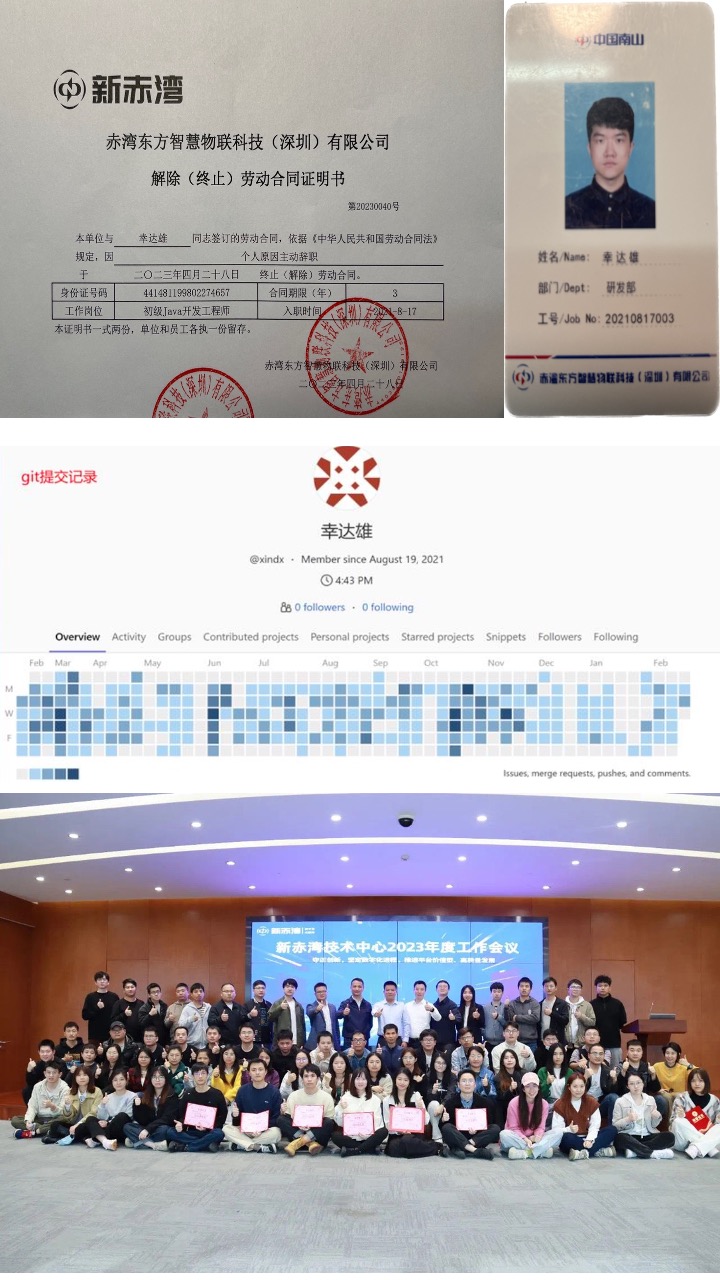 新赤湾
赤湾东方智慧物联科技（深圳）有限公司
解除（终止）劳动合同证明书
第20230040号
本单位与 幸达雄 同志签订的劳动合同，依据《中华人民共和国劳动合同法》
规定，因 个人原因主动辞职
于 二〇二三年四月二十八日 终止（解除）劳动合同。
身份证号码 441481199802274657 合同期限（年） 3
工作岗位 初级Java开发工程师 入职时间 2021-8-17
本证明书一式两份，单位和员工各执一份留存。
赤湾东方智慧物联科技（深圳）有限公司
二〇二三年四月二十八日
中国南山
姓名/Name: 幸达雄
部门/Dept: 研发部
工号/Job No: 20210817003
赤湾东方智慧物联科技（深圳）有限公司
git提交记录
幸达雄
@xindx · Member since August 19, 2021
4:43 PM
0 followers · 0 following
Overview Activity Groups Contributed projects Personal projects Starred projects Snippets Followers Following
Feb Mar Apr May Jun Jul Aug Sep Oct Nov Dec Jan Feb
M
W
F
Issues, merge requests, pushes, and comments.
新赤湾
新赤湾技术中心2023年度工作会议